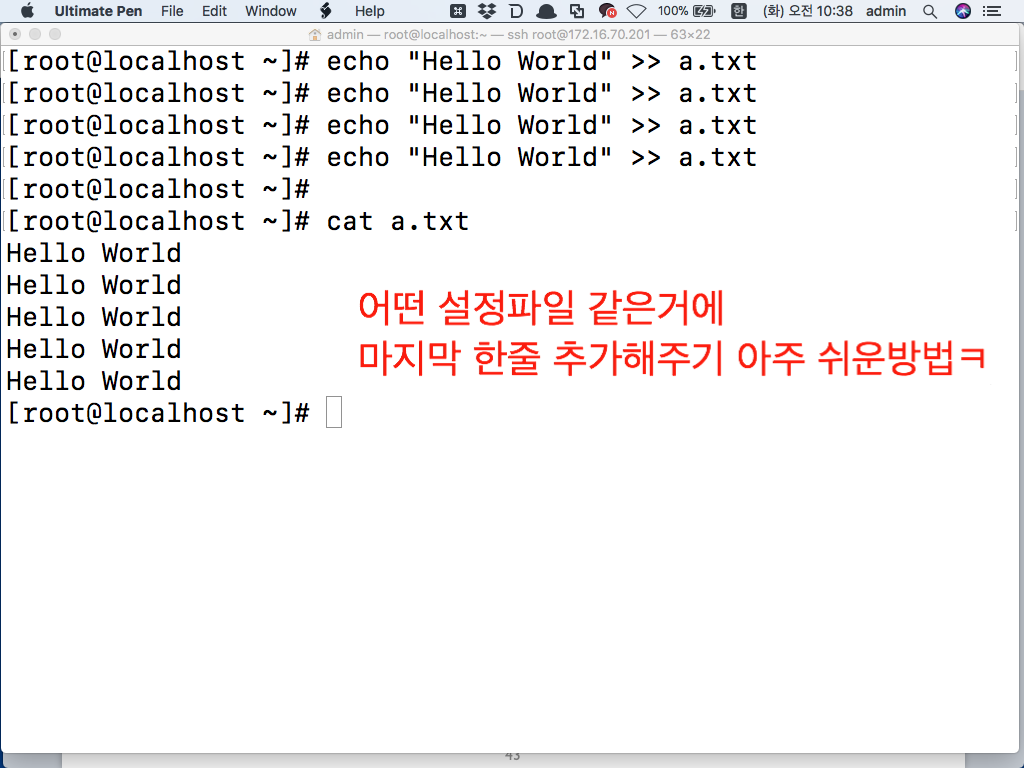 Ultimate Pen File Edit Window Help 100% 한 (화) 오전 10:38 admin
admin — root@localhost:~ — ssh root@172.16.70.201 — 63×22
[root@localhost ~]# echo "Hello World" >> a.txt
[root@localhost ~]# echo "Hello World" >> a.txt
[root@localhost ~]# echo "Hello World" >> a.txt
[root@localhost ~]# echo "Hello World" >> a.txt
[root@localhost ~]#
[root@localhost ~]# cat a.txt
Hello World
Hello World
Hello World
Hello World
Hello World
[root@localhost ~]#
어떤 설정파일 같은거에
마지막 한줄 추가해주기 아주 쉬운방법ㅋ
43